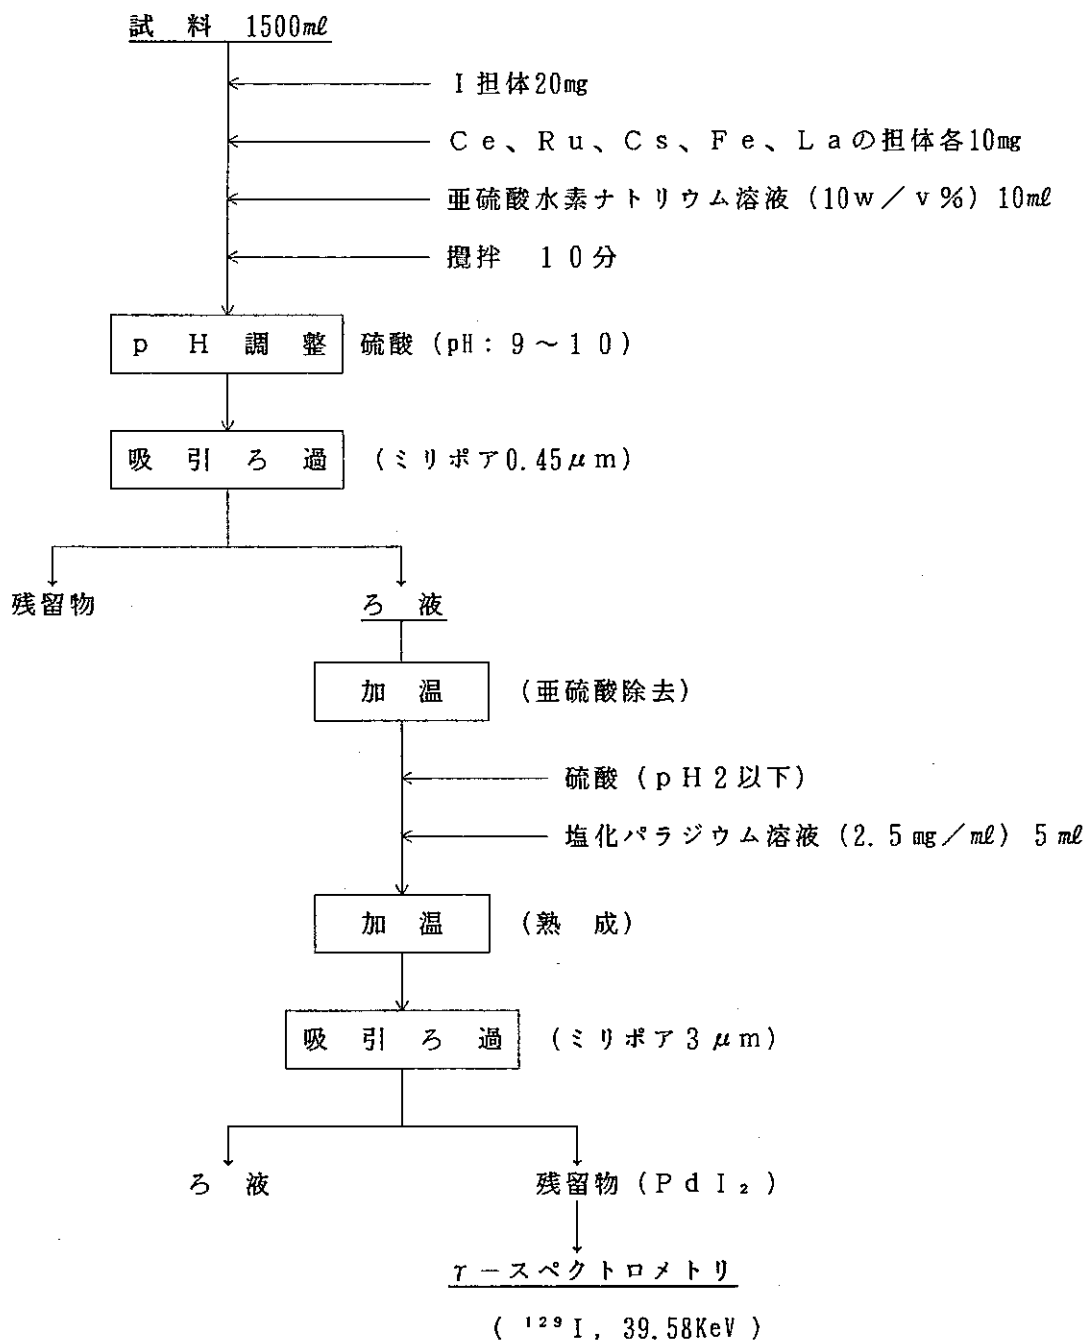 試料 1500㎖
I担体20㎎
Ce、Ru、Cs、Fe、Laの担体各10㎎
亜硫酸水素ナトリウム溶液(10w/v%)10㎖
攪拌 10分
pH調整 硫酸(pH:9~10)
吸引ろ過 (ミリポア0.45μm)
残留物 ろ液
加温 (亜硫酸除去)
硫酸(pH2以下)
塩化パラジウム溶液(2.5㎎/㎖)5㎖
加温 (熟成)
吸引ろ過 (ミリポア3μm)
ろ液 残留物(PdI₂)
γ-スペクトロメトリ
(¹²⁹I, 39.58KeV)